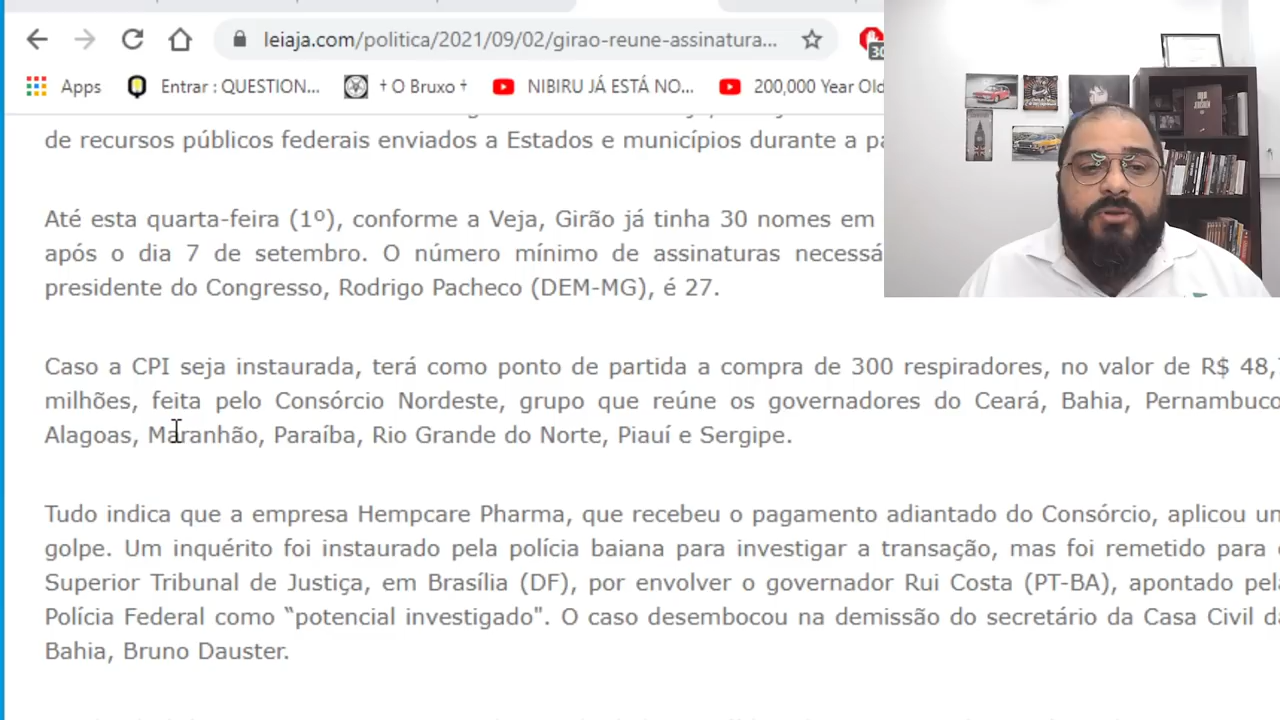 leiaja.com/politica/2021/09/02/girao-reune-assinatura...
30
Apps Entrar : QUESTION... † O Bruxo † NIBIRU JÁ ESTÁ NO... 200,000 Year Old
de recursos públicos federais enviados a Estados e municípios durante a
Até esta quarta-feira (1º), conforme a Veja, Girão já tinha 30 nomes em
após o dia 7 de setembro. O número mínimo de assinaturas
presidente do Congresso, Rodrigo Pacheco (DEM-MG), é 27.
Caso a CPI seja instaurada, terá como ponto de partida a compra de 300 respiradores, no valor de R$ 48,
milhões, feita pelo Consórcio Nordeste, grupo que reúne os governadores do Ceará, Bahia, Pernambuco
Alagoas, Maranhão, Paraíba, Rio Grande do Norte, Piauí e Sergipe.
Tudo indica que a empresa Hempcare Pharma, que recebeu o pagamento adiantado do Consórcio, aplicou
golpe. Um inquérito foi instaurado pela polícia baiana para investigar a transação, mas foi remetido para
Superior Tribunal de Justiça, em Brasília (DF), por envolver o governador Rui Costa (PT-BA), apontado
Polícia Federal como “potencial investigado". O caso desembocou na demissão do secretário da Casa Civil
Bahia, Bruno Dauster.